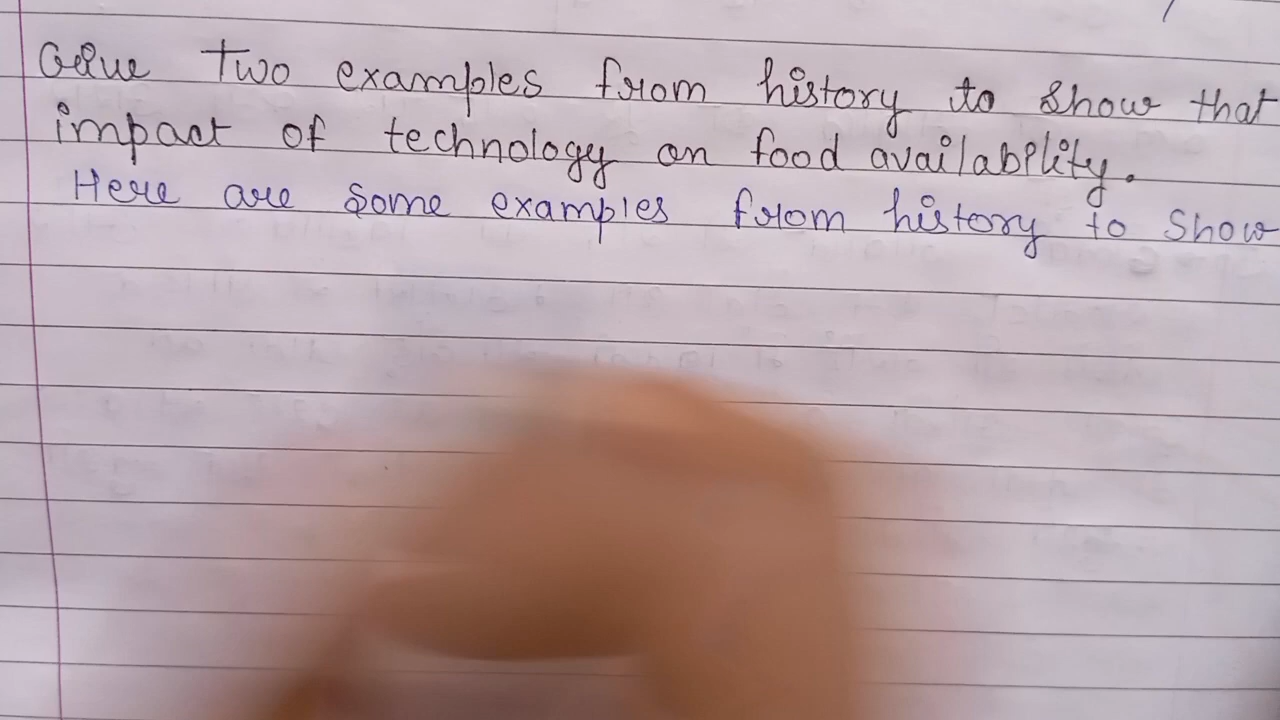 Give Two examples from history to show that
impact of technology on food availability.
Here are some examples from history to show